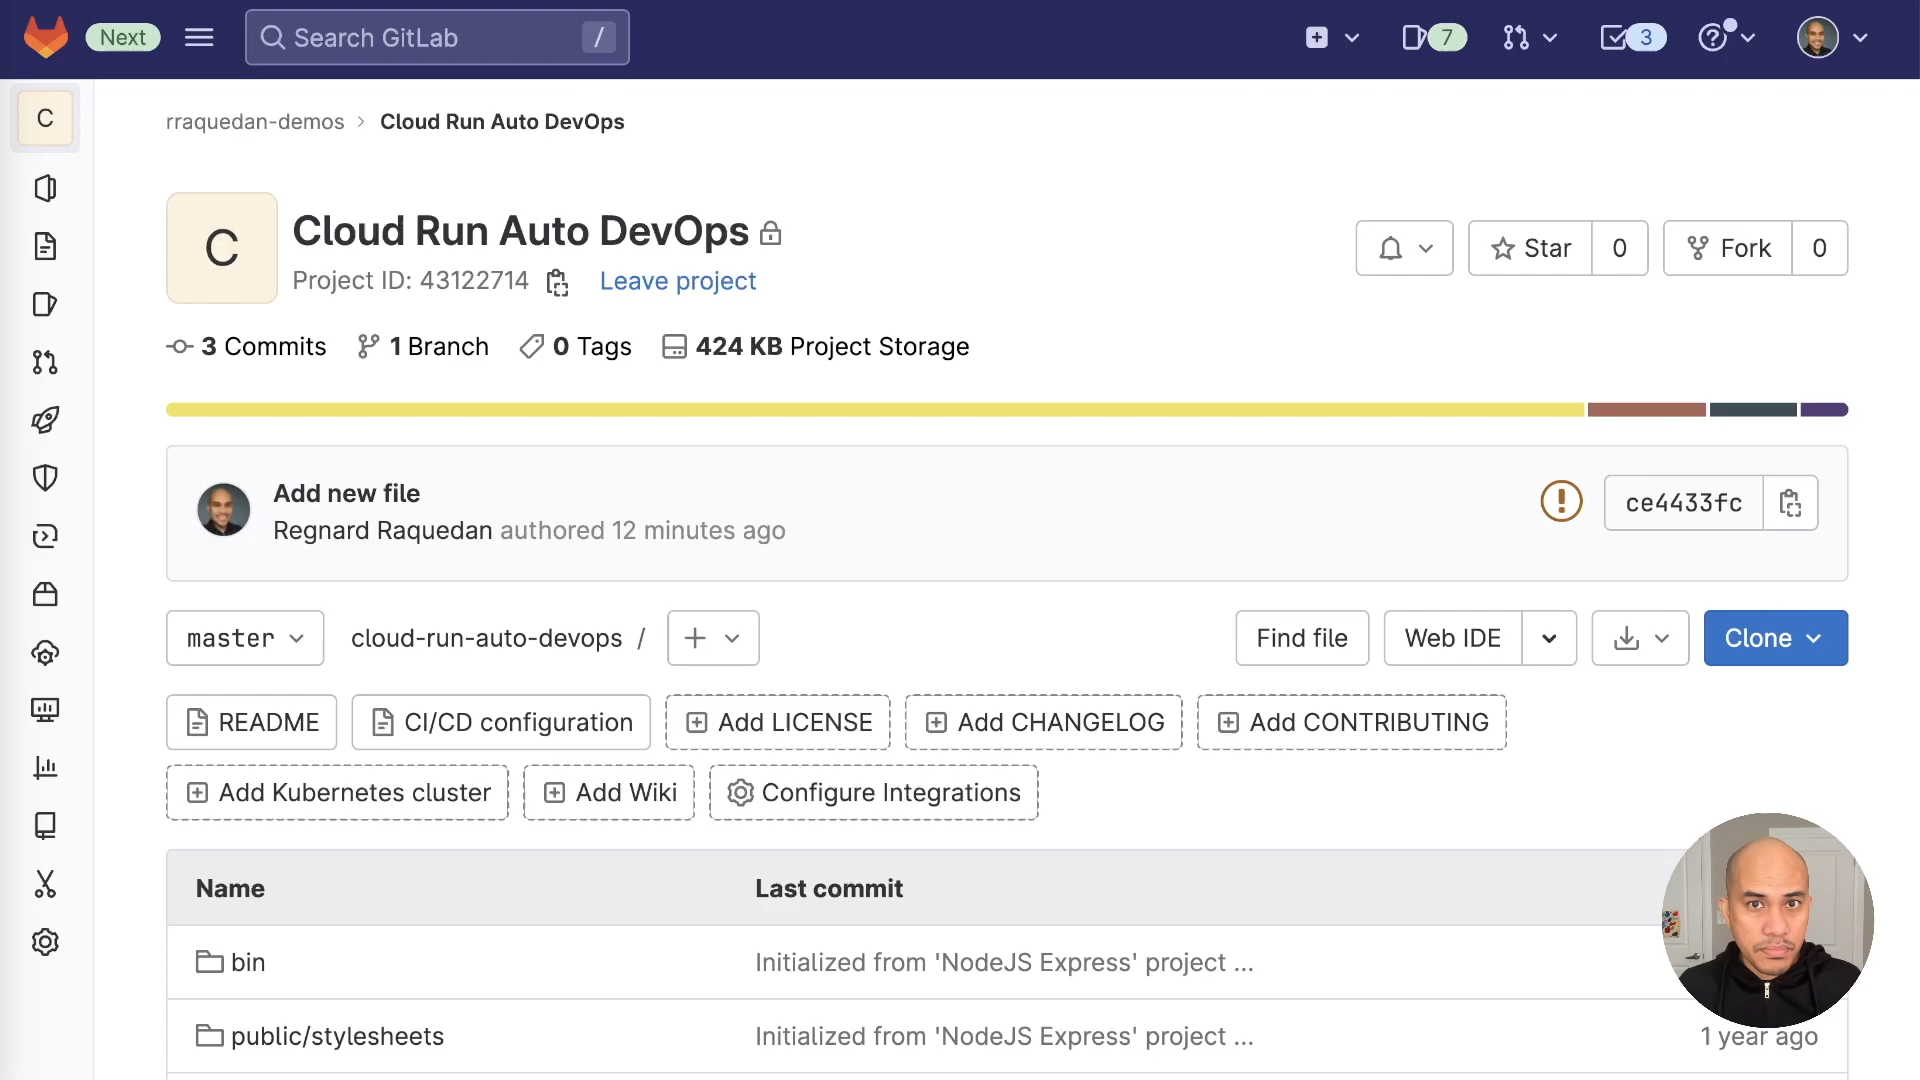 Next
Search GitLab /
7
3
C
rraquedan-demos > Cloud Run Auto DevOps
C
Cloud Run Auto DevOps
Project ID: 43122714 Leave project
Star 0
Fork 0
3 Commits 1 Branch 0 Tags 424 KB Project Storage
Add new file
Regnard Raquedan authored 12 minutes ago
ce4433fc
master cloud-run-auto-devops / +
Find file Web IDE Clone
README CI/CD configuration Add LICENSE Add CHANGELOG Add CONTRIBUTING
Add Kubernetes cluster Add Wiki Configure Integrations
Name Last commit
bin Initialized from 'NodeJS Express' project ...
public/stylesheets Initialized from 'NodeJS Express' project ... 1 year ago